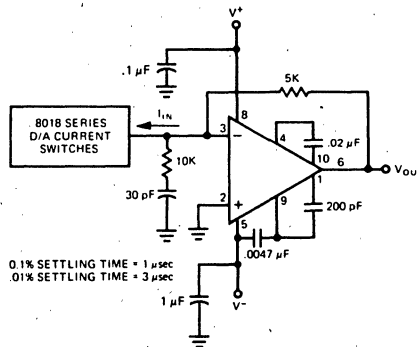 V+
.1 μF
5K
8018 SERIES
D/A CURRENT
SWITCHES
IIN
8
3
−
4
.02 μF
10K
10
6
VOU
1
30 pF
2
+
9
200 pF
5
.0047 μF
0.1% SETTLING TIME = 1 μsec
.01% SETTLING TIME = 3 μsec
1 μF
V−